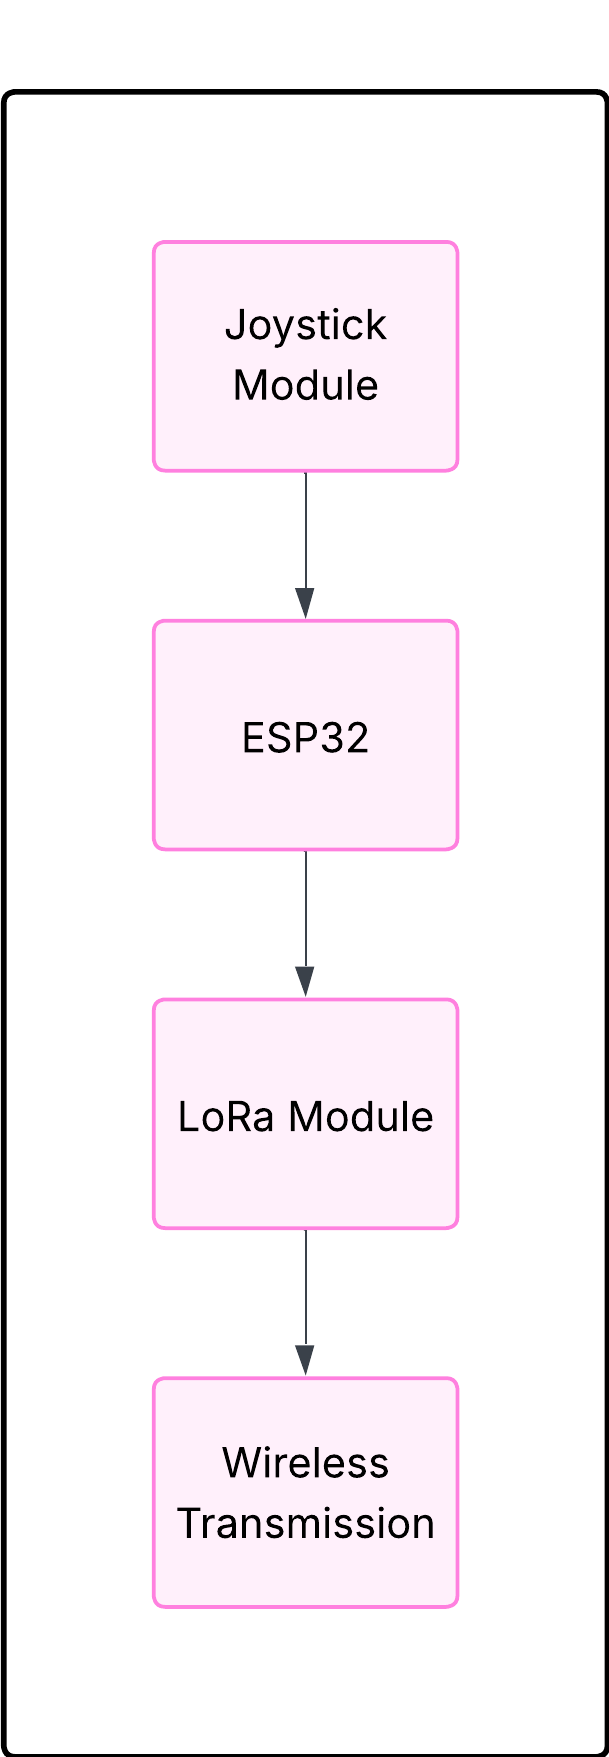 Joystick
Module
ESP32
LoRa Module
Wireless
Transmission